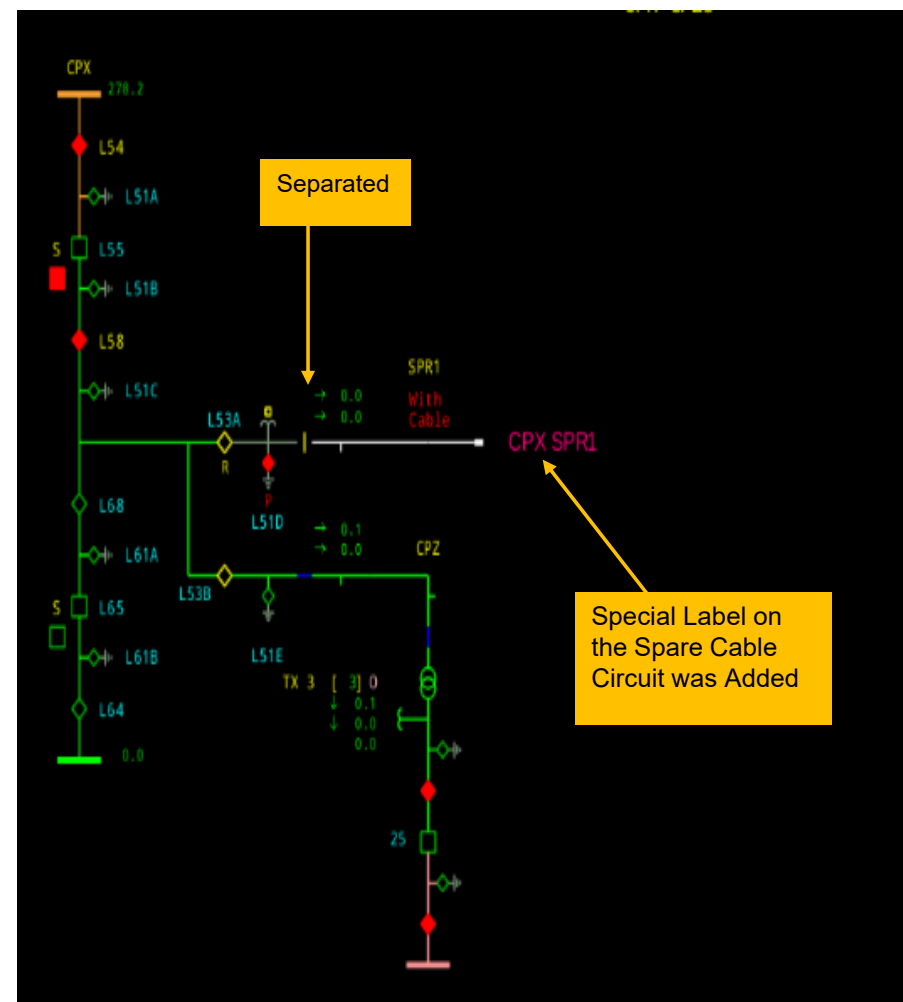 CPX
278.2
L54
L51A
Separated
S L55
L51B
L58
SPR1
L51C
→ 0.0
With
→ 0.0
Cable
L53A
CPX SPR1
R
P
L68
L51D
→ 0.1
→ 0.0
CPZ
L61A
L53B
S L65
Special Label on
the Spare Cable
Circuit was Added
L61B
L51E
TX 3 [ 3] O
↓ 0.1
↓ 0.0
0.0
L64
0.0
25